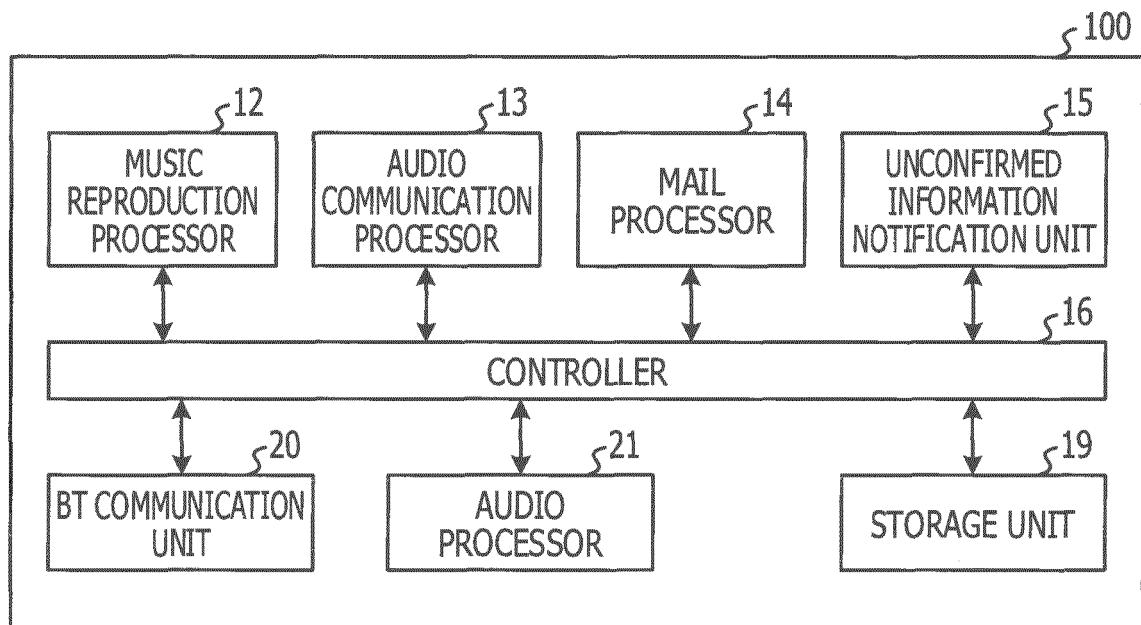 100
12
13
14
15
MUSIC
REPRODUCTION
PROCESSOR
AUDIO
COMMUNICATION
PROCESSOR
MAIL
PROCESSOR
UNCONFIRMED
INFORMATION
NOTIFICATION UNIT
16
CONTROLLER
20
21
19
BT COMMUNICATION
UNIT
AUDIO
PROCESSOR
STORAGE UNIT